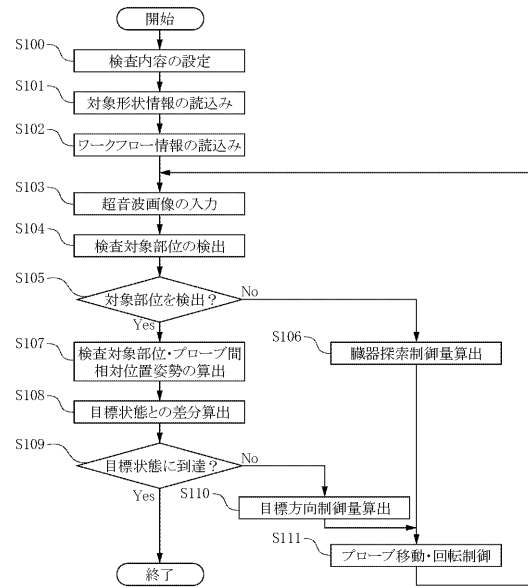 開始
S100
検査内容の設定
S101
対象形状情報の読込み
S102
ワークフロー情報の読込み
S103
超音波画像の入力
S104
検査対象部位の検出
S105
対象部位を検出？
No
Yes
S106
臓器探索制御量算出
S107
検査対象部位・プローブ間
相対位置姿勢の算出
S108
目標状態との差分算出
S109
目標状態に到達？
No
Yes
S110
目標方向制御量算出
S111
プローブ移動・回転制御
終了